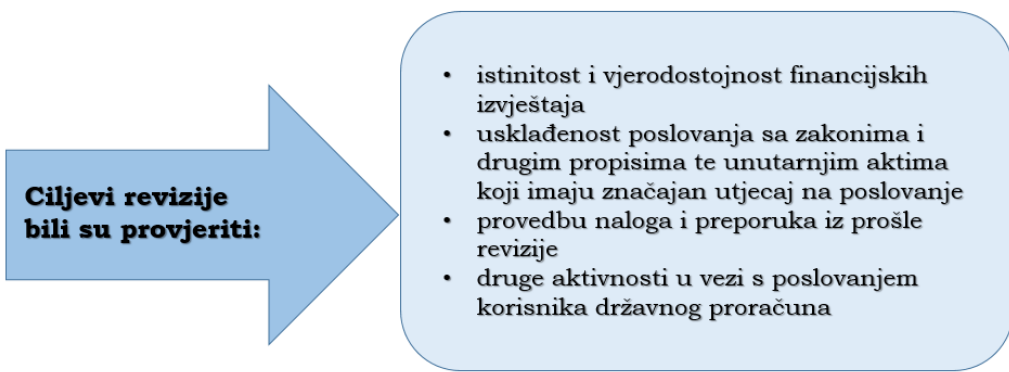 Ciljevi revizije
bili su provjeriti:
• istinitost i vjerodostojnost financijskih
izvještaja
• usklađenost poslovanja sa zakonima i
drugim propisima te unutarnjim aktima
koji imaju značajan utjecaj na poslovanje
• provedbu naloga i preporuka iz prošle
revizije
• druge aktivnosti u vezi s poslovanjem
korisnika državnog proračuna